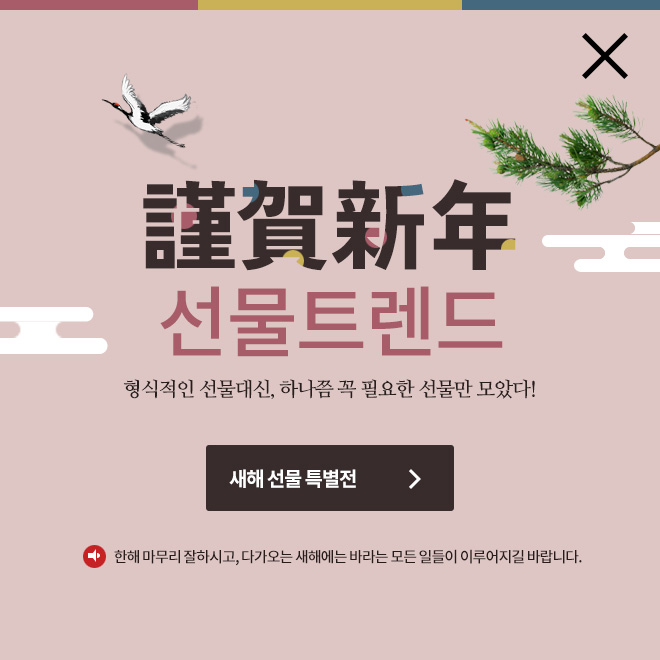 謹賀新年
선물트렌드
형식적인 선물대신, 하나쯤 꼭 필요한 선물만 모았다!
새해 선물 특별전
한해 마무리 잘하시고, 다가오는 새해에는 바라는 모든 일들이 이루어지길 바랍니다.